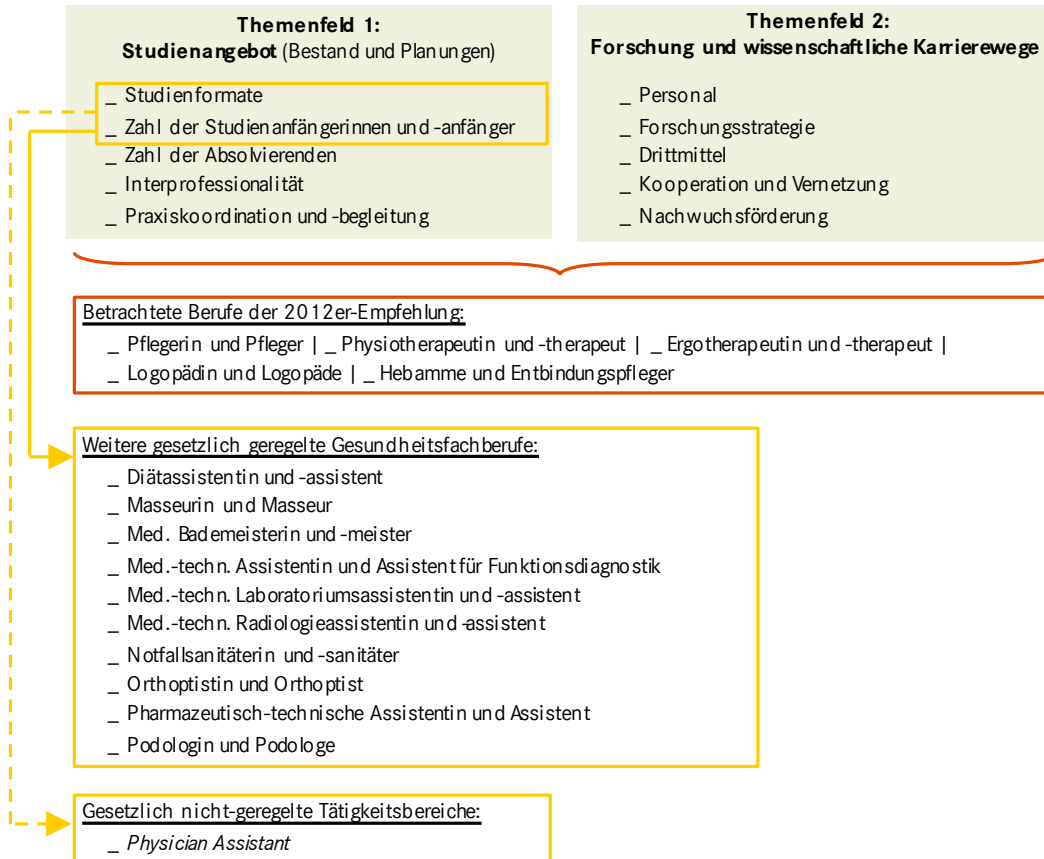 Themenfeld 1:
Studienangebot (Bestand und Planungen)
_ Studienformate
_ Zahl der Studienanfängerinnen und -anfänger
_ Zahl der Absolvierenden
_ Interprofessionalität
_ Praxiskoordination und -begleitung
Themenfeld 2:
Forschung und wissenschaftliche Karrierewege
_ Personal
_ Forschungsstrategie
_ Drittmittel
_ Kooperation und Vernetzung
_ Nachwuchsförderung
Betrachtete Berufe der 2012er-Empfehlung:
_ Pflegerin und Pfleger | _ Physiotherapeutin und -therapeut | _ Ergotherapeutin und -therapeut |
_ Logopädin und Logopäde | _ Hebamme und Entbindungspfleger
Weitere gesetzlich geregelte Gesundheitsfachberufe:
_ Diätassistentin und -assistent
_ Masseurin und Masseur
_ Med. Bademeisterin und -meister
_ Med.-techn. Assistentin und Assistent für Funktionsdiagnostik
_ Med.-techn. Laboratoriumsassistentin und -assistent
_ Med.-techn. Radiologieassistentin und -assistent
_ Notfallsanitäterin und -sanitäter
_ Orthoptistin und Orthoptist
_ Pharmazeutisch-technische Assistentin und Assistent
_ Podologin und Podologe
Gesetzlich nicht-geregelte Tätigkeitsbereiche:
_ Physician Assistant